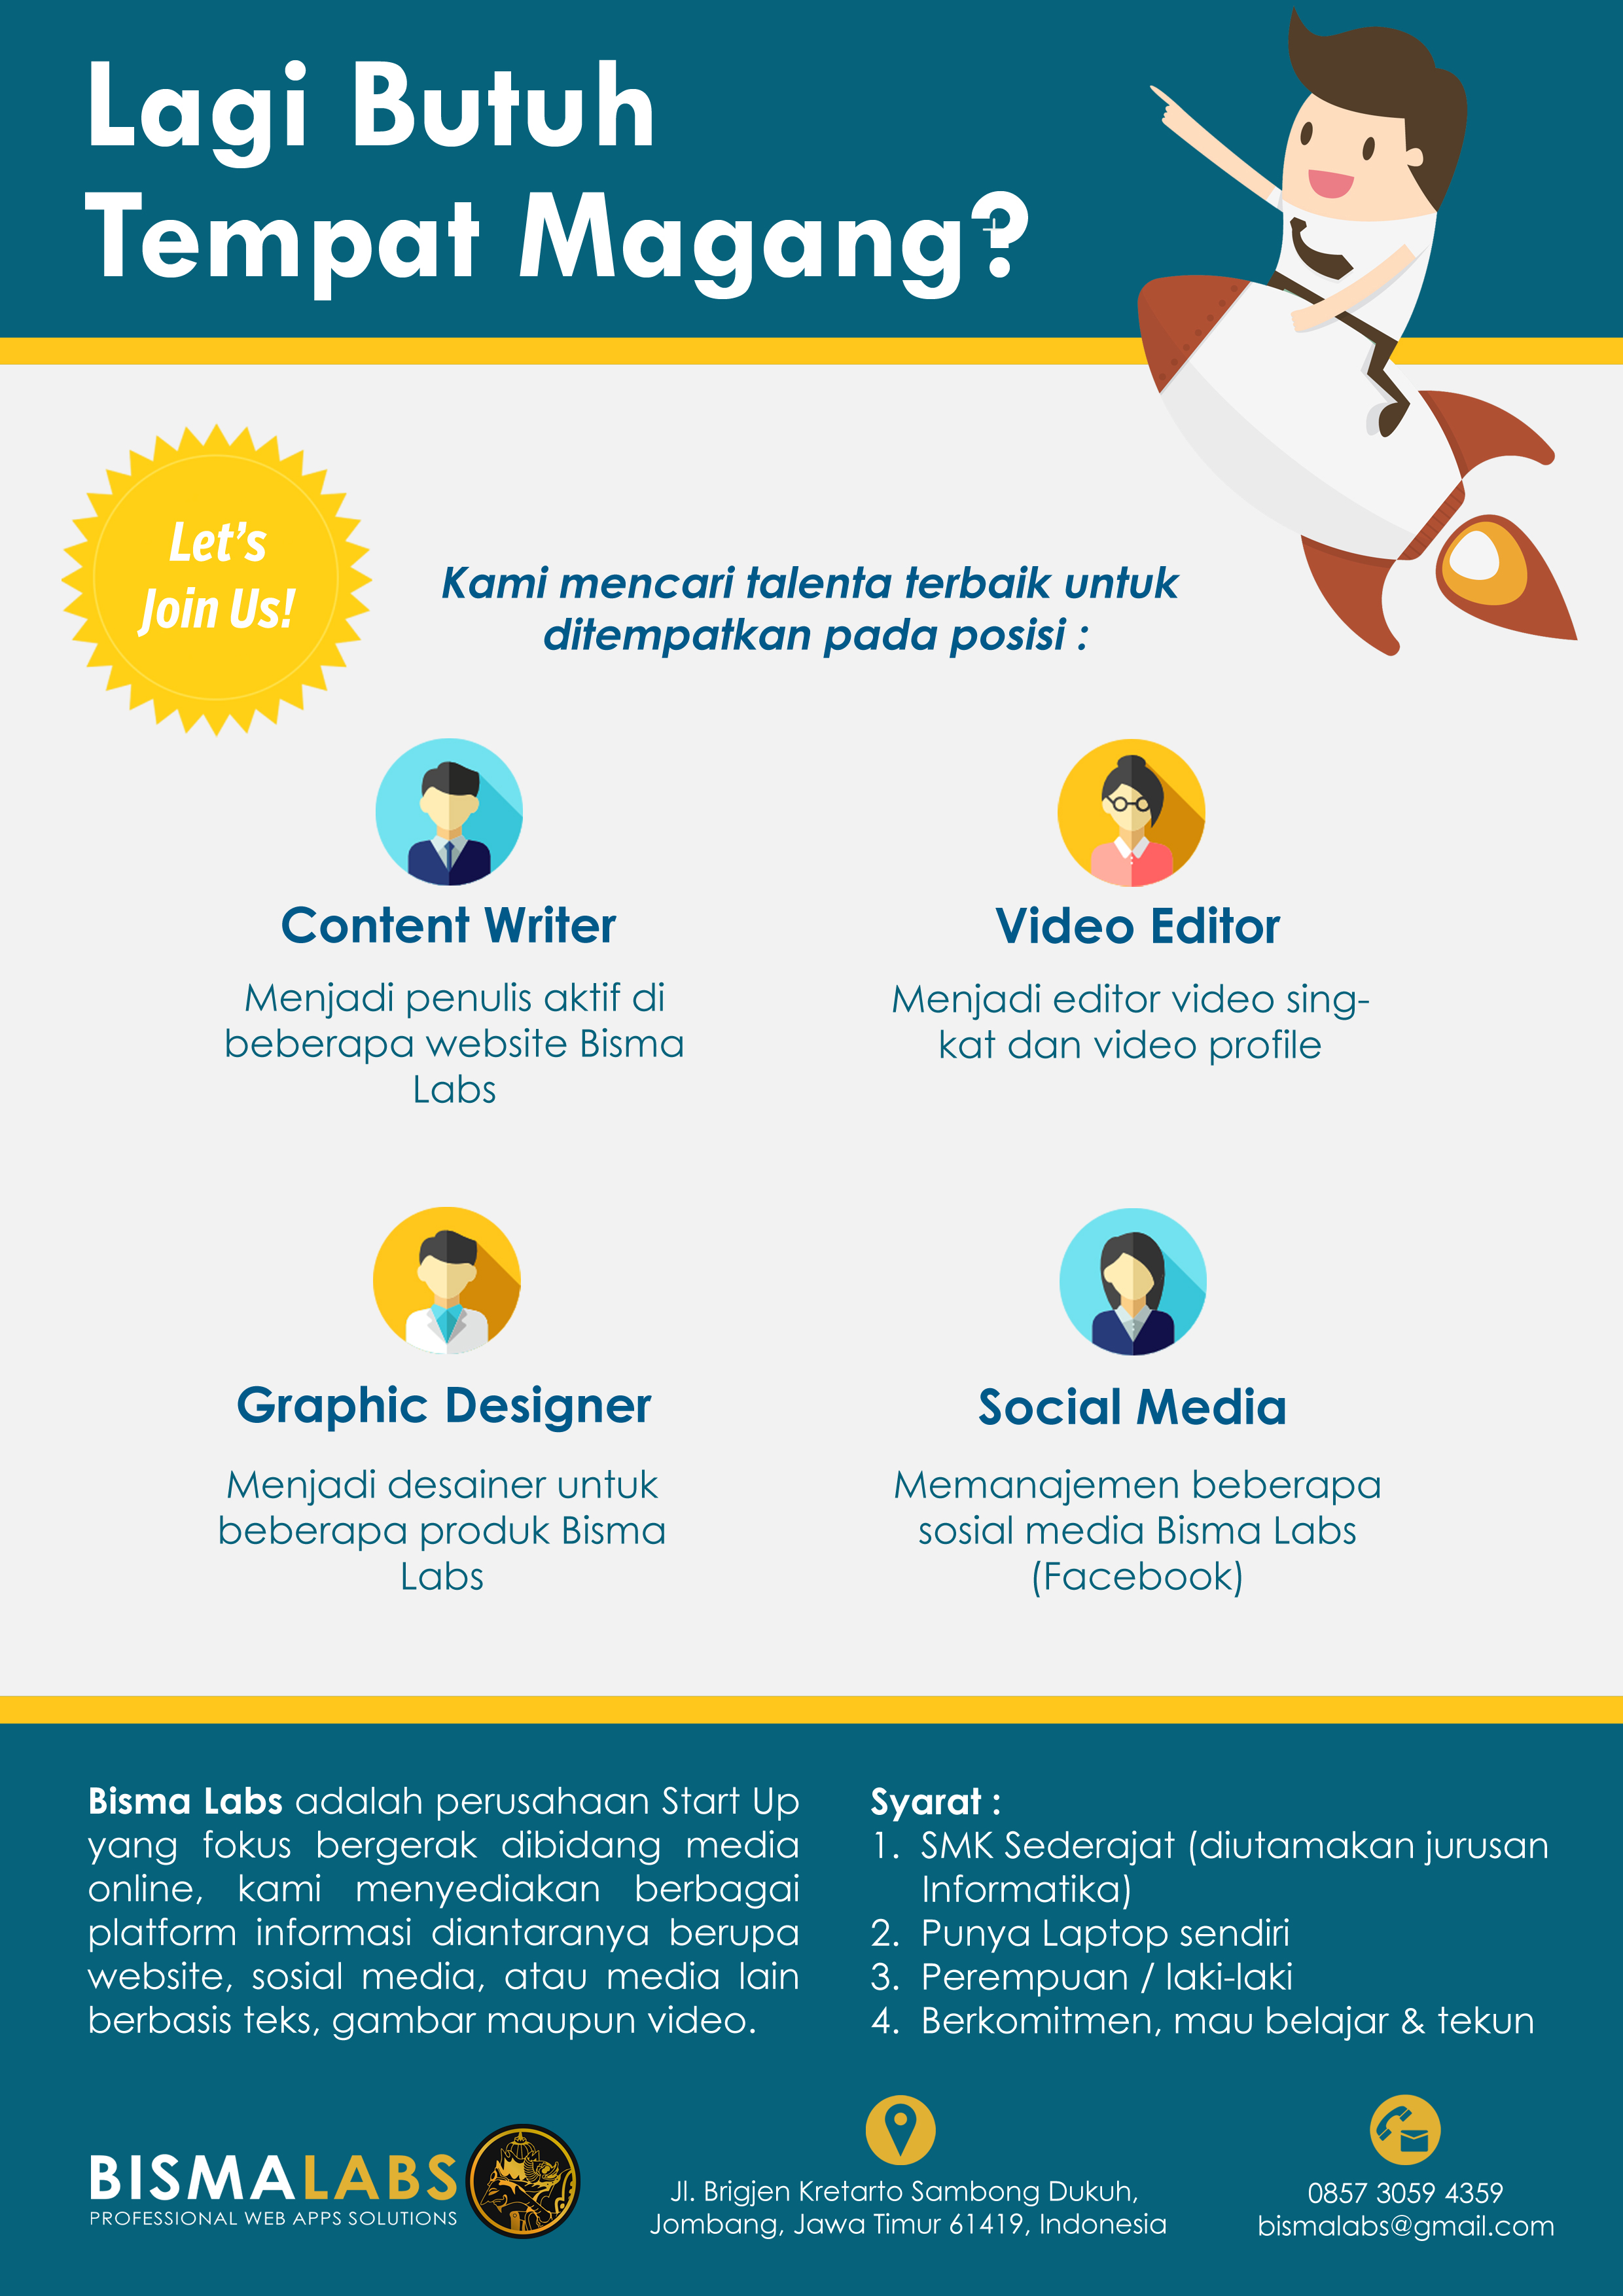 Lagi Butuh
Tempat Magang?
Let's
Join Us!
Kami mencari talenta terbaik untuk
ditempatkan pada posisi :
Content Writer
Menjadi penulis aktif di
beberapa website Bisma
Labs
Video Editor
Menjadi editor video sing-
kat dan video profile
Graphic Designer
Menjadi desainer untuk
beberapa produk Bisma
Labs
Social Media
Memanajemen beberapa
sosial media Bisma Labs
(Facebook)
Bisma Labs adalah perusahaan Start Up
yang fokus bergerak dibidang media
online, kami menyediakan berbagai
platform informasi diantaranya berupa
website, sosial media, atau media lain
berbasis teks, gambar maupun video.
Syarat :
1. SMK Sederajat (diutamakan jurusan
Informatika)
2. Punya Laptop sendiri
3. Perempuan / laki-laki
4. Berkomitmen, mau belajar & tekun
BISMALABS
PROFESSIONAL WEB APPS SOLUTIONS
Jl. Brigjen Kretarto Sambong Dukuh,
Jombang, Jawa Timur 61419, Indonesia
0857 3059 4359
bismalabs@gmail.com